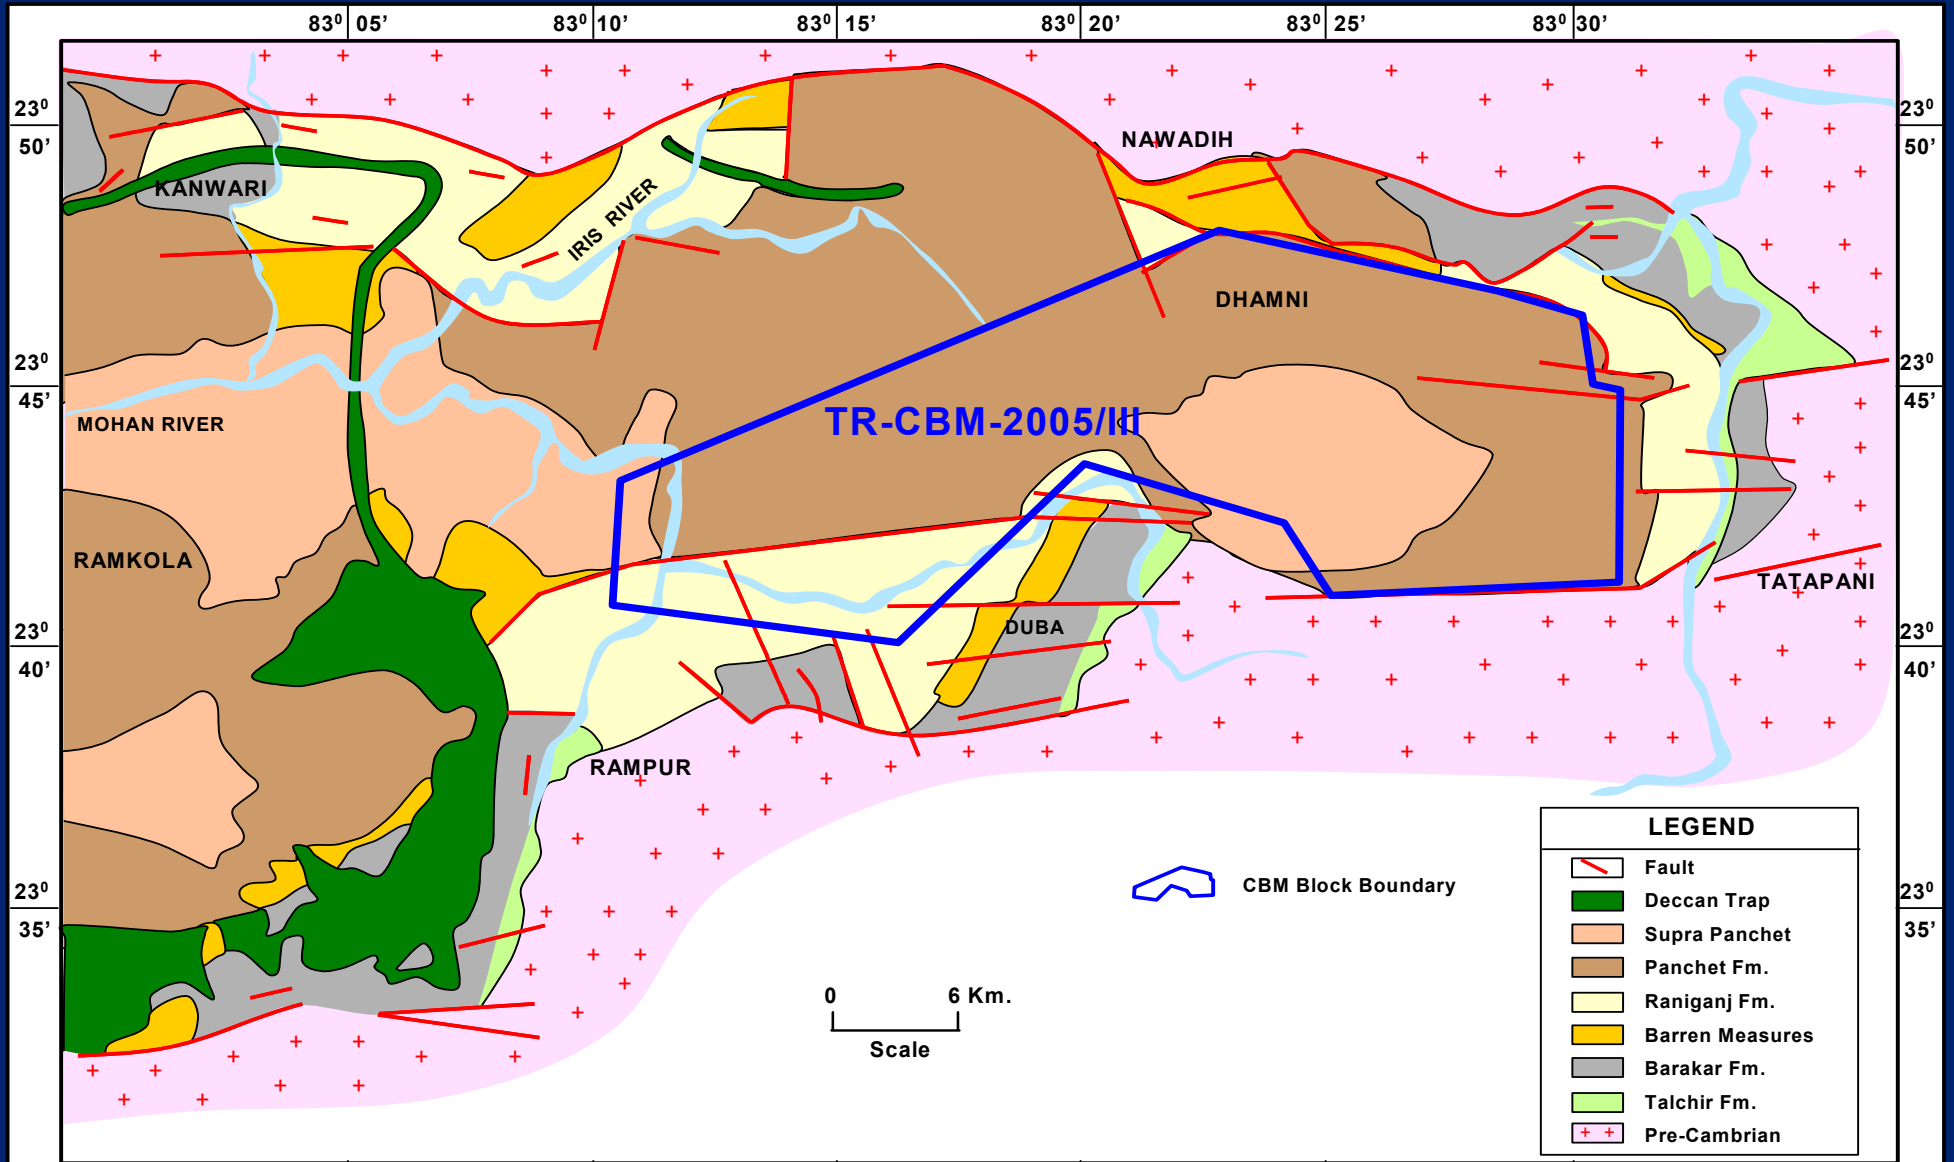 83⁰ 05’
83⁰ 10’
83⁰ 15’
83⁰ 20’
83⁰ 25’
83⁰ 30’
23⁰
50’
23⁰
50’
NAWADIH
KANWARI
IRIS RIVER
DHAMNI
23⁰
45’
23⁰
45’
MOHAN RIVER
TR-CBM-2005/III
RAMKOLA
TATAPANI
23⁰
40’
DUBA
23⁰
40’
RAMPUR
23⁰
35’
23⁰
35’
CBM Block Boundary
0 6 Km.
Scale
LEGEND
Fault
Deccan Trap
Supra Panchet
Panchet Fm.
Raniganj Fm.
Barren Measures
Barakar Fm.
Talchir Fm.
Pre-Cambrian